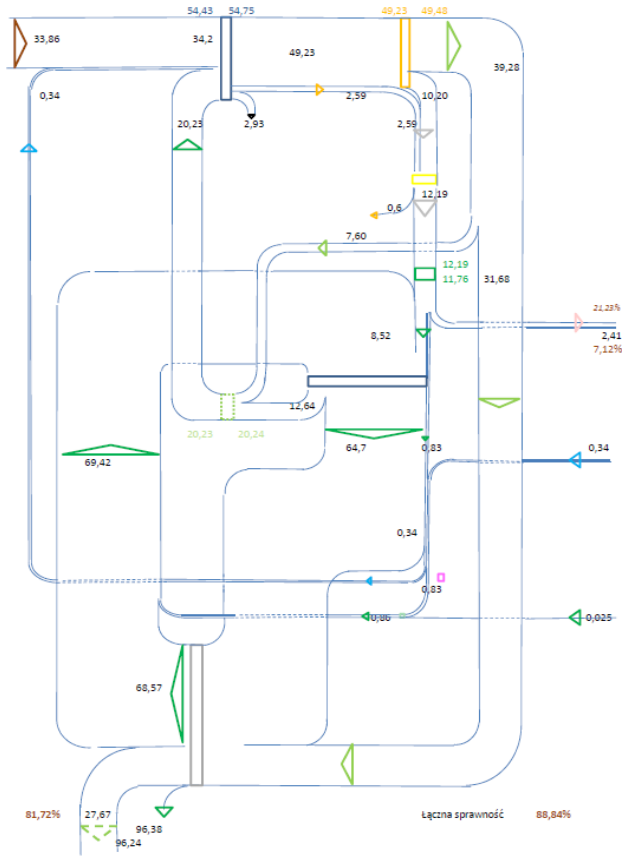 54,43 54,75 49,23 49,48
33,86 34,2 49,23 39,28
0,34 2,59 10,20
20,23 2,93 2,59
12,19
0,6
7,60
12,19
11,76 31,68
21,23%
8,52 2,41
7,12%
12,64
20,23 20,24
69,42 64,7 0,83 0,34
0,34
0,83
0,86 0,025
68,57
81,72% 27,67 Łączna sprawność 88,84%
96,38
96,24